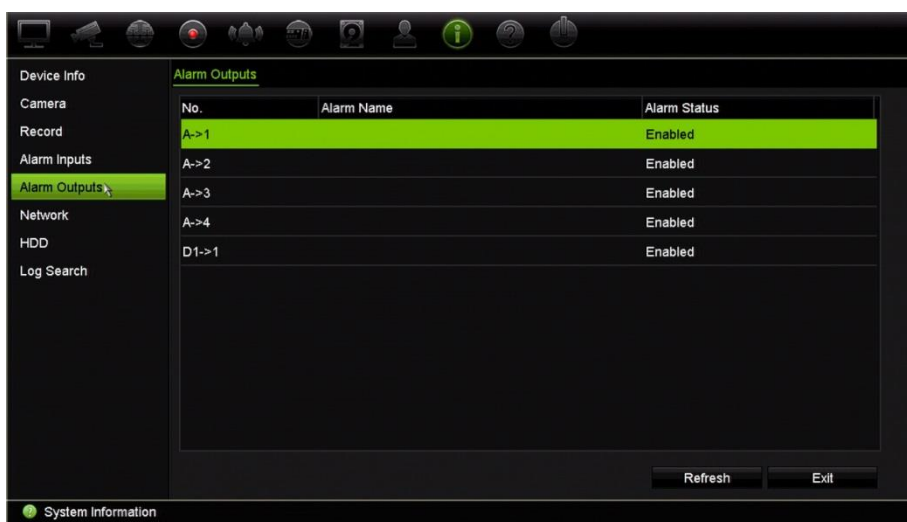 Device Info
Camera
Record
Alarm Inputs
Alarm Outputs
Network
HDD
Log Search
Alarm Outputs
No. Alarm Name Alarm Status
A->1 Enabled
A->2 Enabled
A->3 Enabled
A->4 Enabled
D1->1 Enabled
Refresh Exit
System Information